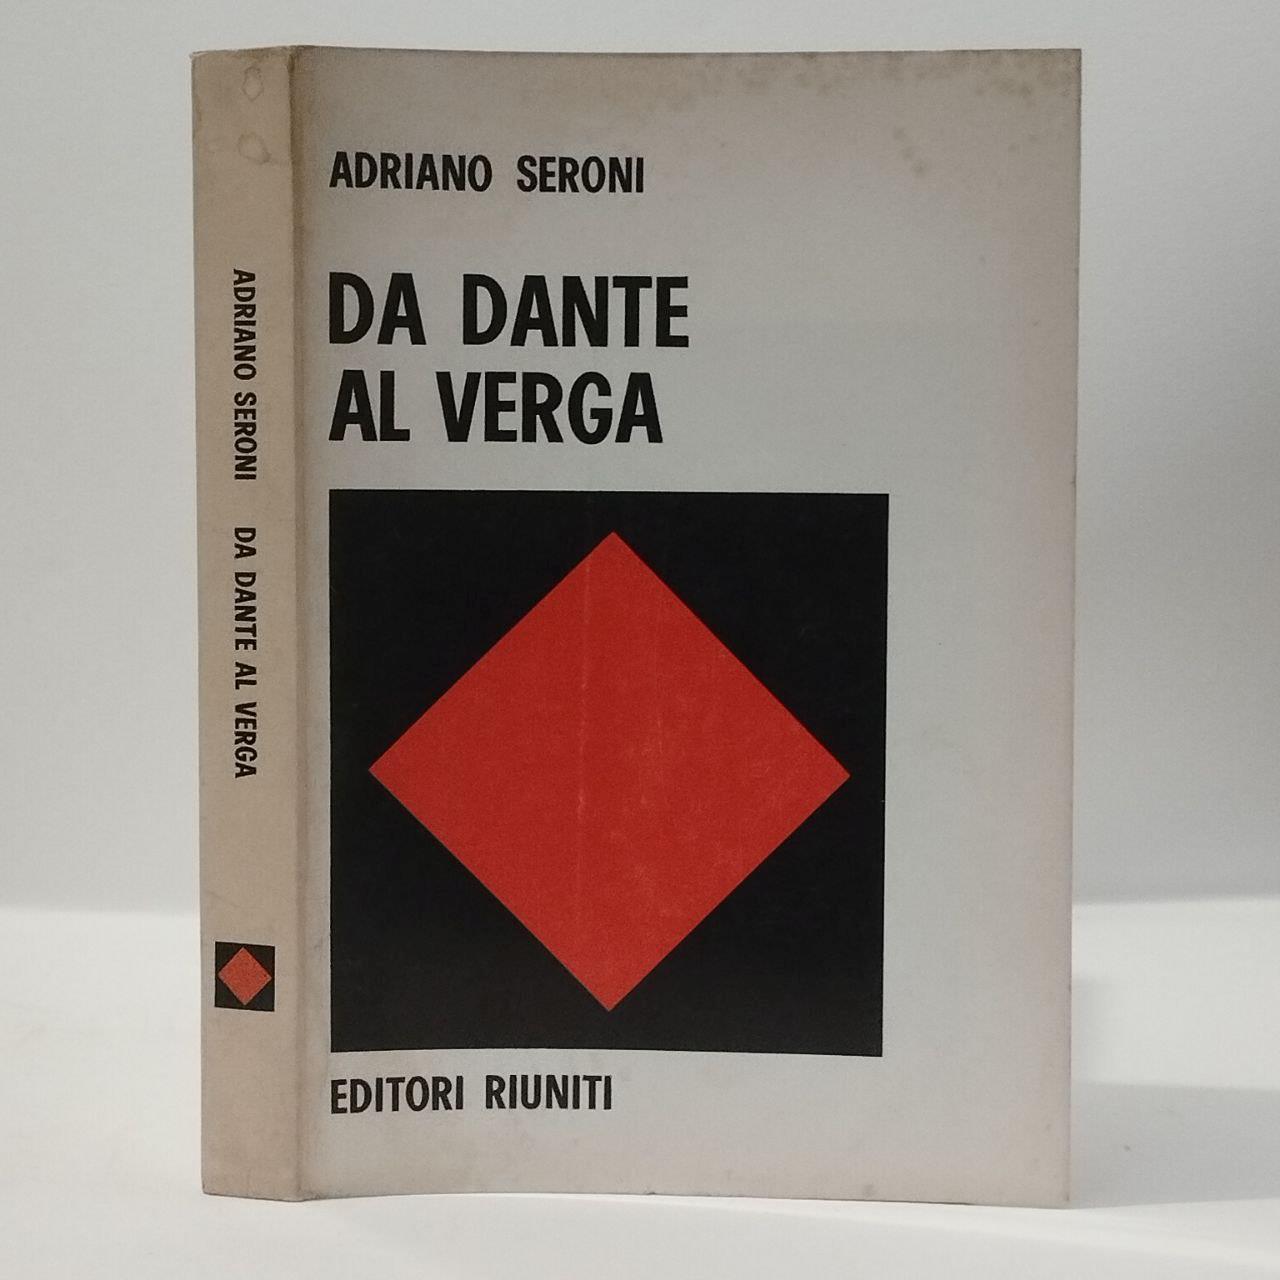 ADRIANO SERONI DA DANTE AL VERGA
ADRIANO SERONI
DA DANTE
AL VERGA
EDITORI RIUNITI